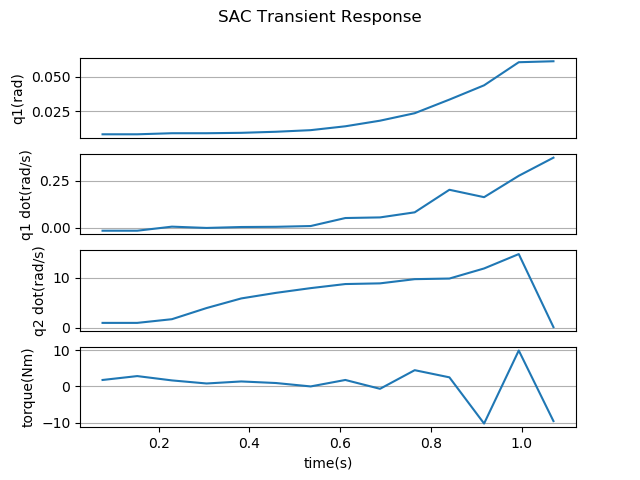 SAC Transient Response
q1(rad)
0.050
0.025
q1 dot(rad/s)
0.25
0.00
q2 dot(rad/s)
10
0
torque(Nm)
10
0
−10
0.2 0.4 0.6 0.8 1.0
time(s)